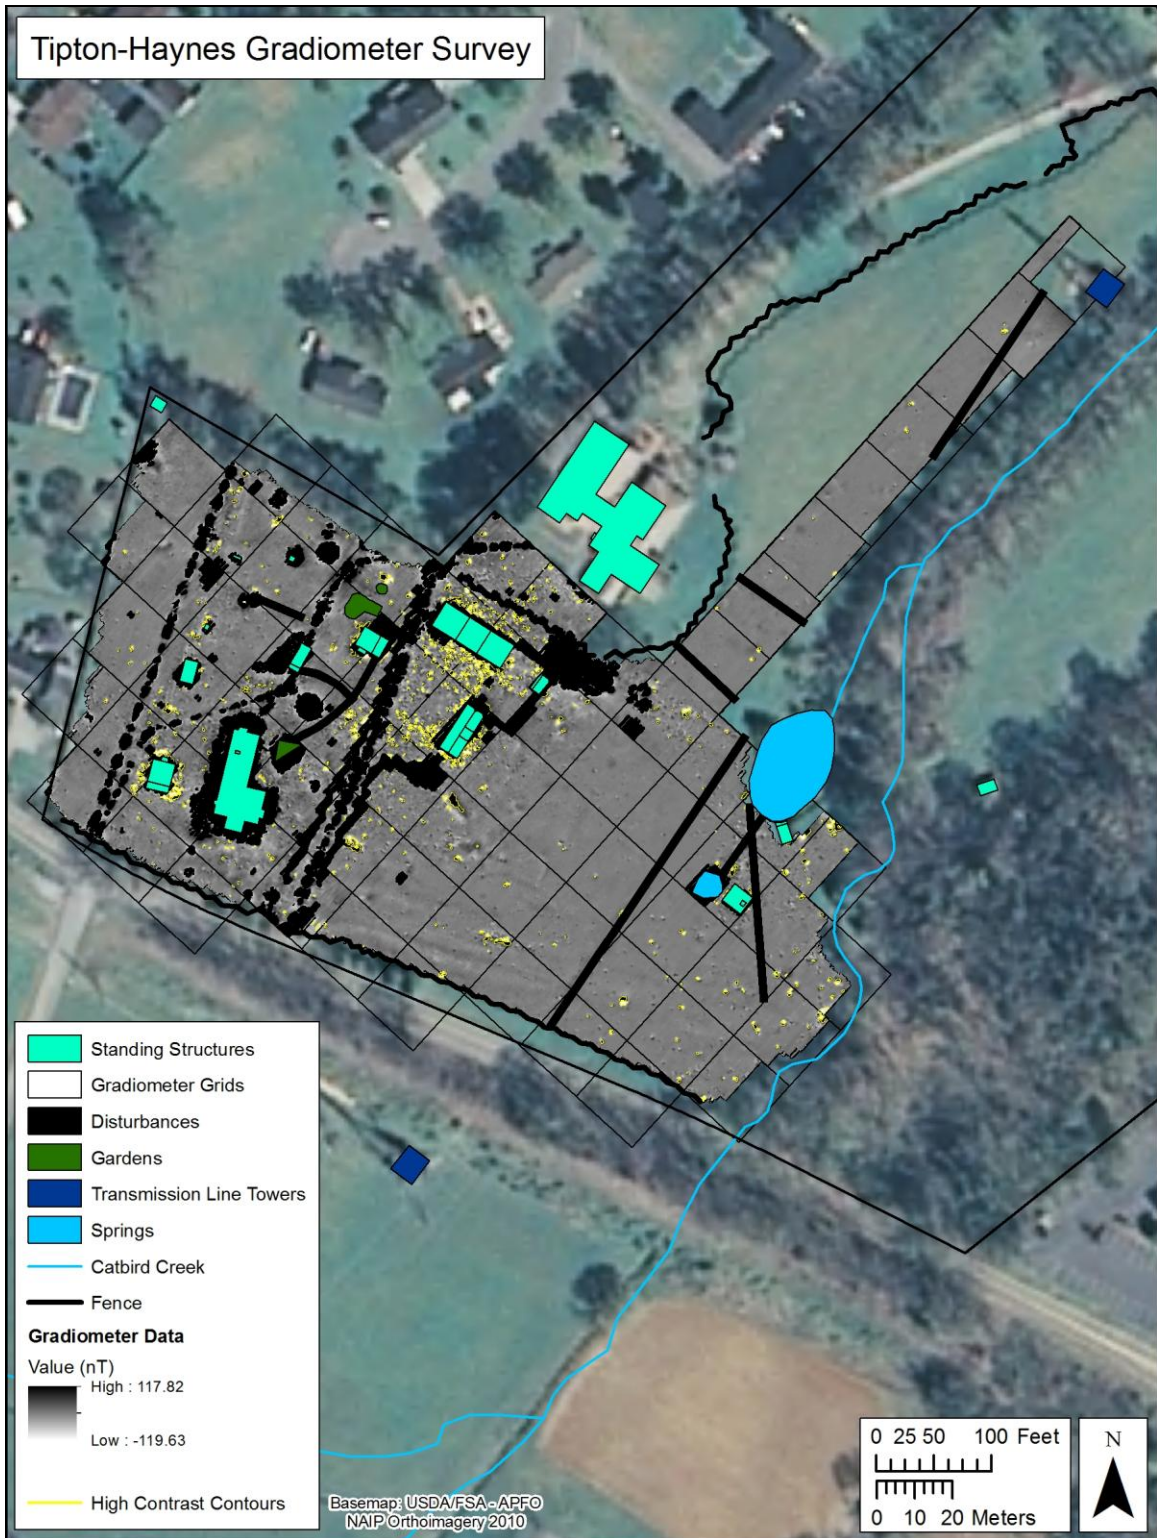 Tipton-Haynes Gradiometer Survey
Standing Structures
Gradiometer Grids
Disturbances
Gardens
Transmission Line Towers
Springs
Catbird Creek
Fence
Gradiometer Data
Value (nT)
High : 117.82
Low : -119.63
High Contrast Contours
Basemap: USDA/FSA - APFO
NAIP Orthoimagery 2010
0 25 50 100 Feet
0 10 20 Meters
N